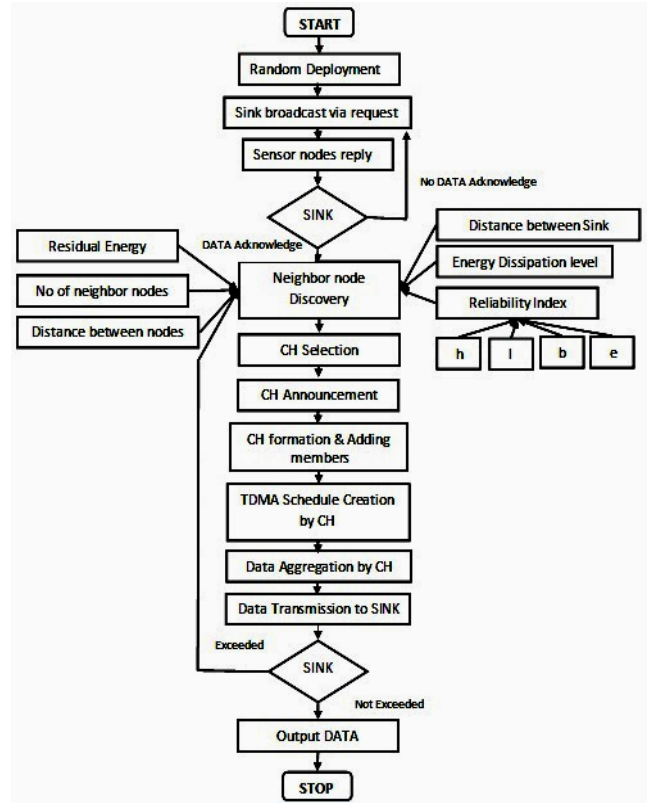 START
Random Deployment
Sink broadcast via request
Sensor nodes reply
No DATA Acknowledge
SINK
DATA Acknowledge
Residual Energy
No of neighbor nodes
Distance between nodes
Neighbor node
Discovery
Distance between Sink
Energy Dissipation level
Reliability Index
h
l
b
e
CH Selection
CH Announcement
CH formation & Adding
members
TDMA Schedule Creation
by CH
Data Aggregation by CH
Data Transmission to SINK
Exceeded
SINK
Not Exceeded
Output DATA
STOP